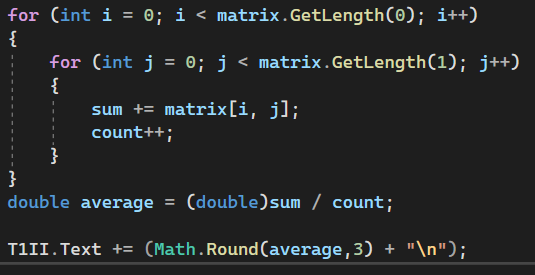 for (int i = 0; i < matrix.GetLength(0); i++)
{
    for (int j = 0; j < matrix.GetLength(1); j++)
    {
        sum += matrix[i, j];
        count++;
    }
}
double average = (double)sum / count;

T1II.Text += (Math.Round(average,3) + "\n");